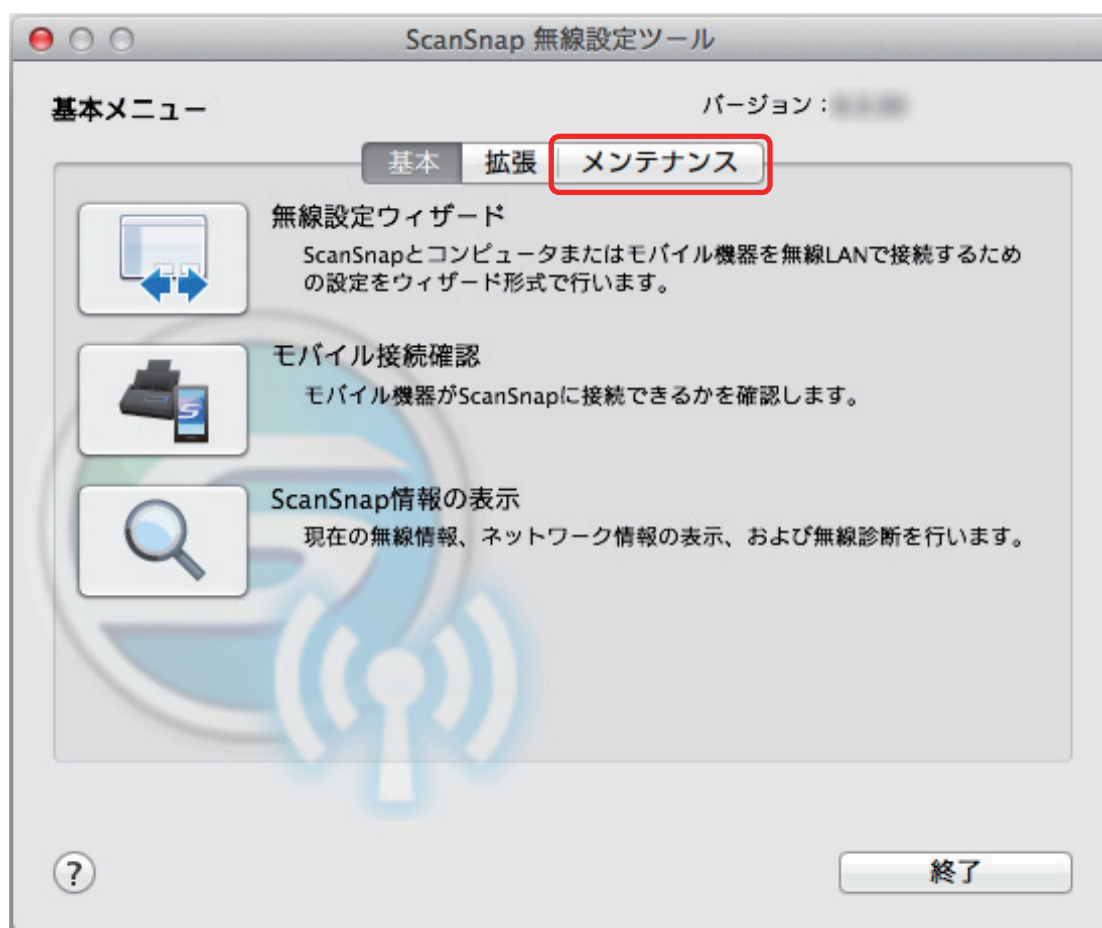 ScanSnap 無線設定ツール
基本メニュー
バージョン :
基本 拡張 メンテナンス
無線設定ウィザード
ScanSnapとコンピュータまたはモバイル機器を無線LANで接続するため
の設定をウィザード形式で行います。
モバイル接続確認
モバイル機器がScanSnapに接続できるかを確認します。
ScanSnap情報の表示
現在の無線情報、ネットワーク情報の表示、および無線診断を行います。
?
終了